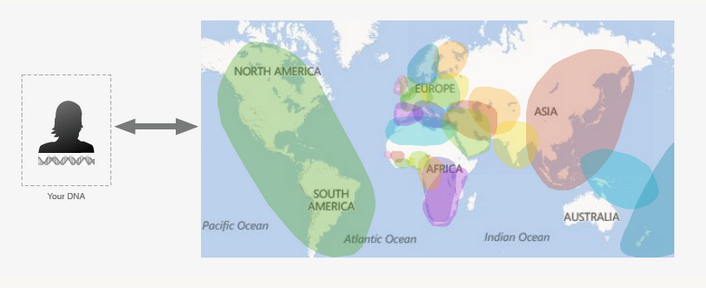 NORTH AMERICA
EUROPE
ASIA
AFRICA
SOUTH
AMERICA
AUSTRALIA
Pacific Ocean
Atlantic Ocean
Indian Ocean
Your DNA